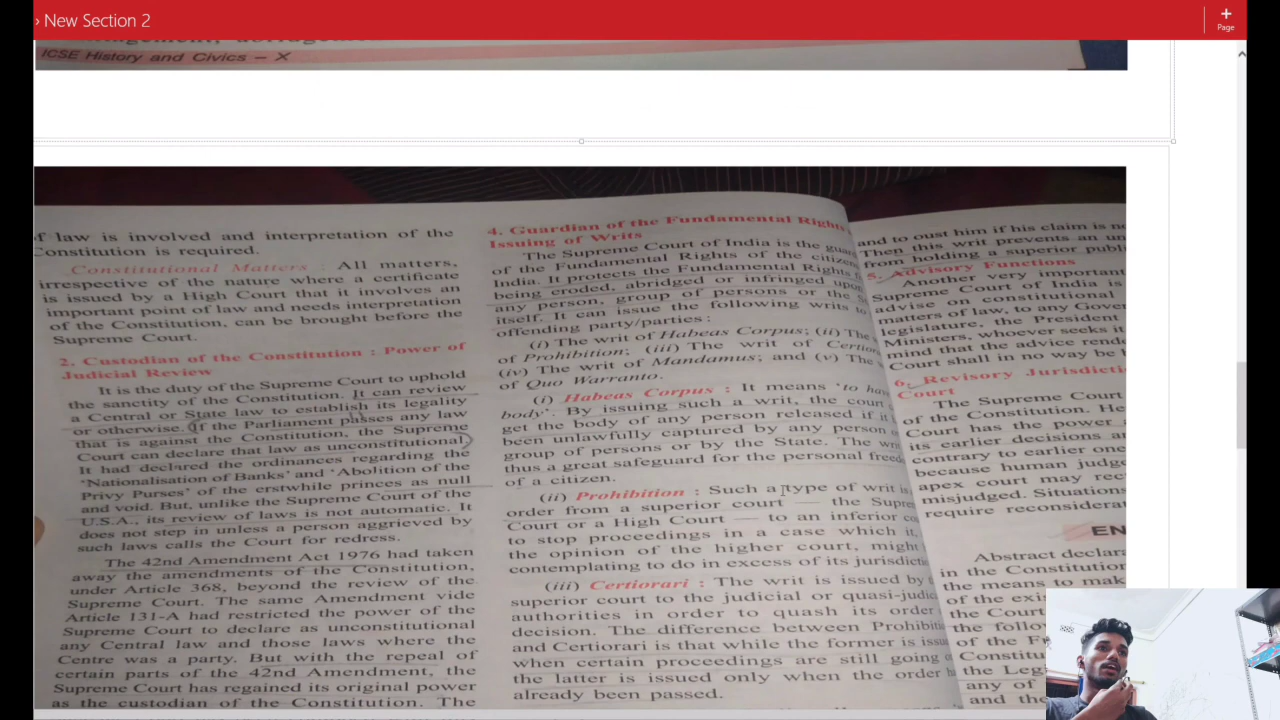 › New Section 2
+
Page
ICSE History and Civics – X
f law is involved and interpretation of the
Constitution is required.
Constitutional Matters : All matters,
irrespective of the nature where a certificate
is issued by a High Court that it involves an
important point of law and needs interpretation
of the Constitution, can be brought before the
Supreme Court.
2. Custodian of the Constitution : Power of
Judicial Review
It is the duty of the Supreme Court to uphold
the sanctity of the Constitution. It can review
a Central or State law to establish its legality
or otherwise. If the Parliament passes any law
that is against the Constitution, the Supreme
Court can declare that law as unconstitutional.
It had declared the ordinances regarding the
'Nationalisation of Banks' and 'Abolition of the
Privy Purses' of the erstwhile princes as null
and void. But, unlike the Supreme Court of the
U.S.A., its review of laws is not automatic. It
does not step in unless a person aggrieved by
such laws calls the Court for redress.
The 42nd Amendment Act 1976 had taken
away the amendments of the Constitution,
under Article 368, beyond the review of the
Supreme Court. The same Amendment vide
Article 131-A had restricted the power of the
Supreme Court to declare as unconstitutional
any Central law and those laws where the
Centre was a party. But with the repeal of
certain parts of the 42nd Amendment, the
Supreme Court has regained its original power
as the custodian of the Constitution. The
4. Guardian of the Fundamental Rights
Issuing of Writs
The Supreme Court of India is the
of the Fundamental Rights of the
India. It protects the Fundamental Rights
being eroded, abridged or infringed upon
any person, group of persons or the
itself. It can issue the following writs to
offending party/parties :
(i) The writ of Habeas Corpus; (ii) The
of Prohibition; (iii) The writ of
(iv) The writ of Mandamus; and (v) The
of Quo Warranto.
(i) Habeas Corpus : It means 'to
body'. By issuing such a writ, the court
get the body of any person released if
been unlawfully captured by any person
group of persons or by the State. The
thus a great safeguard for the personal
of a citizen.
(ii) Prohibition : Such a type of writ
order from a superior court — the
Court or a High Court — to an inferior
to stop proceedings in a case which
the opinion of the higher court, might
contemplating to do in excess of its
(iii) Certiorari : The writ is issued by
superior court to the judicial or
authorities in order to quash its order
decision. The difference between
and Certiorari is that while the former is
when certain proceedings are still going
the latter is issued only when the order
already been passed.
and to oust him if his claim is
Then this writ prevents an
from holding a superior
5. Advisory Functions
Another very important
Supreme Court of India is
advise on constitutional
matters of law, to any
legislature, the President
Ministers, whoever seeks it
mind that the advice
Court shall in no way be
6. Revisory
Court
The Supreme Court
of the Constitution.
Court has the power
its earlier decisions
contrary to earlier
because human
apex court may
misjudged. Situations
require
EN
Abstract
in the Constitution
the means to
of the
the Court
the
of the
the
any of
and the